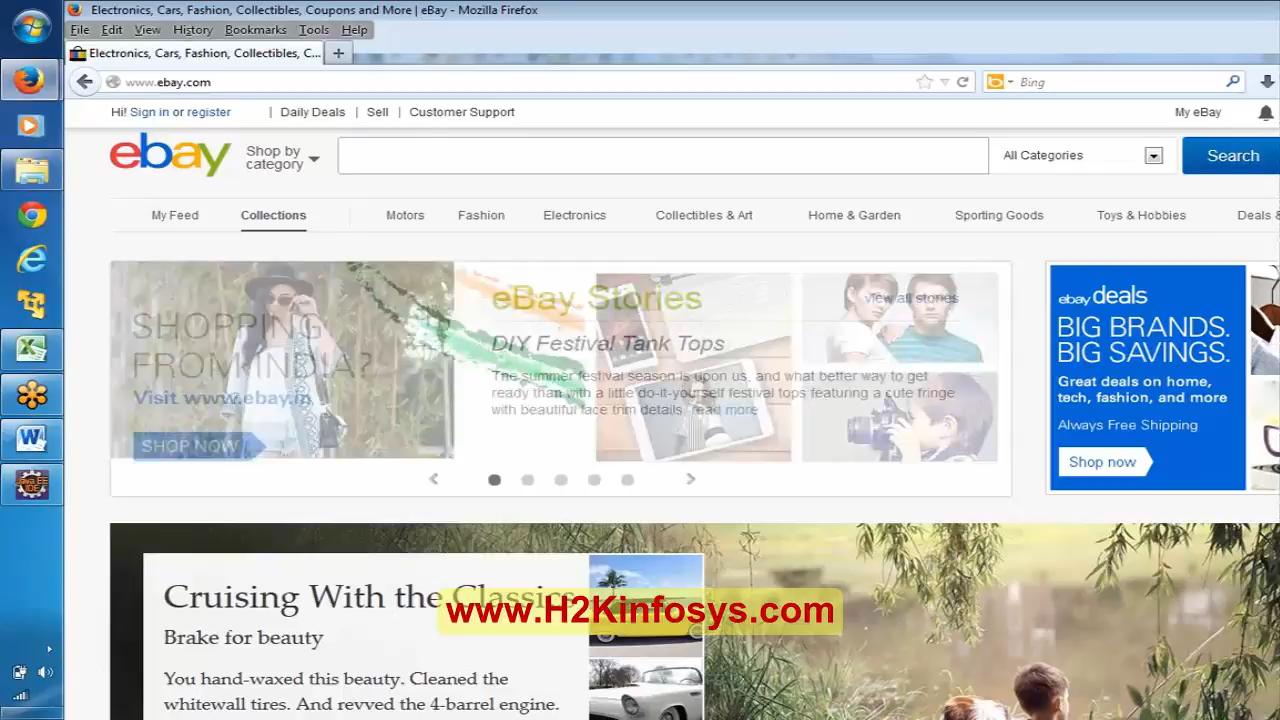 Electronics, Cars, Fashion, Collectibles, Coupons and More | eBay - Mozilla Firefox
File Edit View History Bookmarks Tools Help
Electronics, Cars, Fashion, Collectibles, C... +
www.ebay.com
Bing
Hi! Sign in or register | Daily Deals | Sell | Customer Support
My eBay
ebay
Shop by
category
All Categories
Search
My Feed Collections Motors Fashion Electronics Collectibles & Art Home & Garden Sporting Goods Toys & Hobbies Deals &
SHOPPING
FROM INDIA?
Visit www.ebay.in
SHOP NOW
eBay Stories
view all stories
DIY Festival Tank Tops
The summer festival season is upon us, and what better way to get
ready than with a little do-it-yourself festival tops featuring a cute fringe
with beautiful face trim details read more
ebay deals
BIG BRANDS.
BIG SAVINGS.
Great deals on home,
tech, fashion, and more
Always Free Shipping
Shop now
Cruising With the Classics
Brake for beauty
You hand-waxed this beauty. Cleaned the
whitewall tires. And revved the 4-barrel engine.
www.H2Kinfosys.com
Java EE
IDE